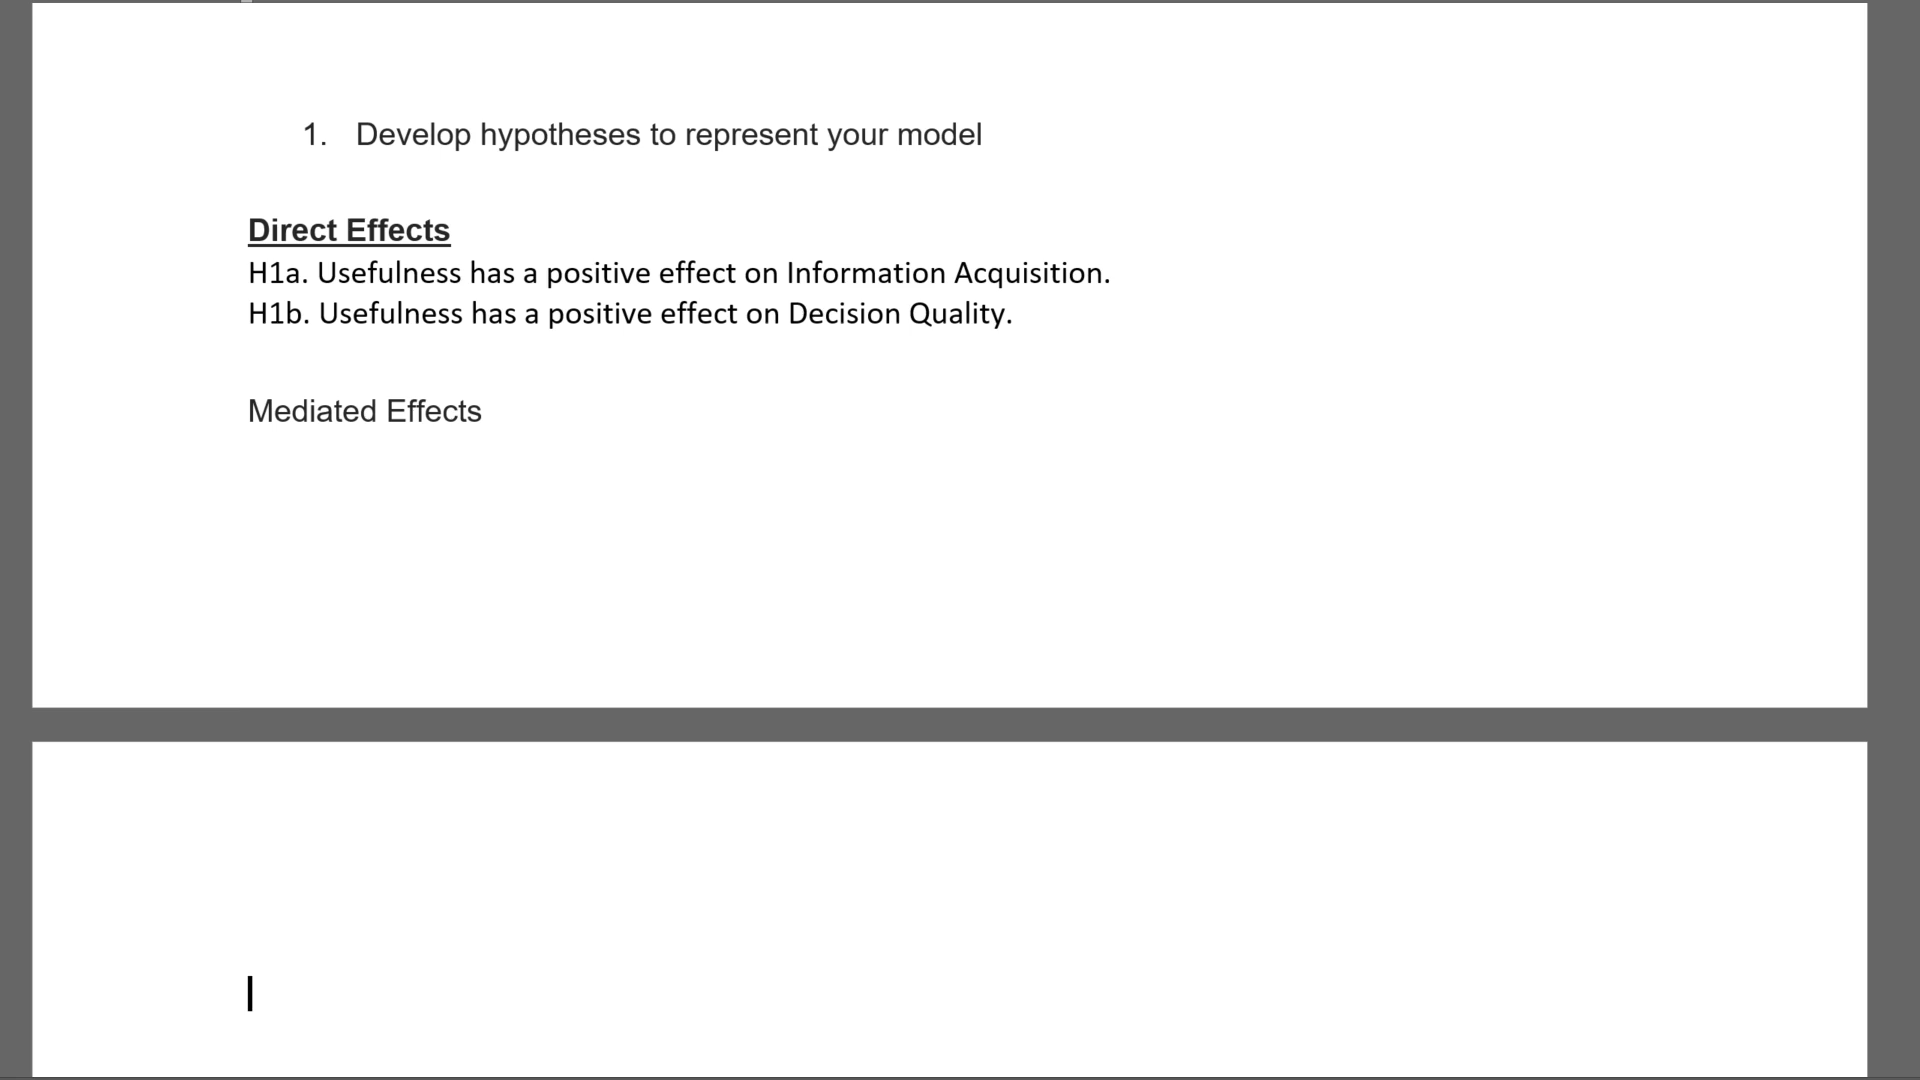 1. Develop hypotheses to represent your model
Direct Effects
H1a. Usefulness has a positive effect on Information Acquisition.
H1b. Usefulness has a positive effect on Decision Quality.
Mediated Effects